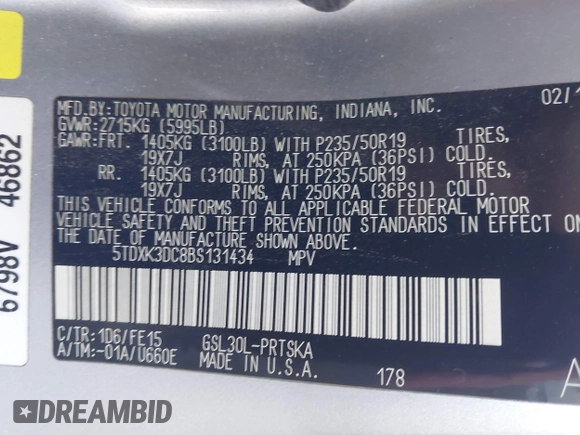 MFD.BY:TOYOTA MOTOR MANUFACTURING, INDIANA, INC. 02/1
GVWR:2715KG (5995LB)
GAWR:FRT. 1405KG (3100LB) WITH P235/50R19 TIRES,
19X7J RIMS, AT 250KPA (36PSI) COLD.
RR. 1405KG (3100LB) WITH P235/50R19 TIRES,
19X7J RIMS, AT 250KPA (36PSI) COLD.
THIS VEHICLE CONFORMS TO ALL APPLICABLE FEDERAL MOTOR
VEHICLE SAFETY AND THEFT PREVENTION STANDARDS IN EFFECT ON
THE DATE OF MANUFACTURE SHOWN ABOVE.
5TDXK3DC8BS131434 MPV
C/TR:1D6/FE15 GSL30L-PRTSKA
A/TM:-01A/U660E MADE IN U.S.A. 178 A
6798V 46862
DREAMBID